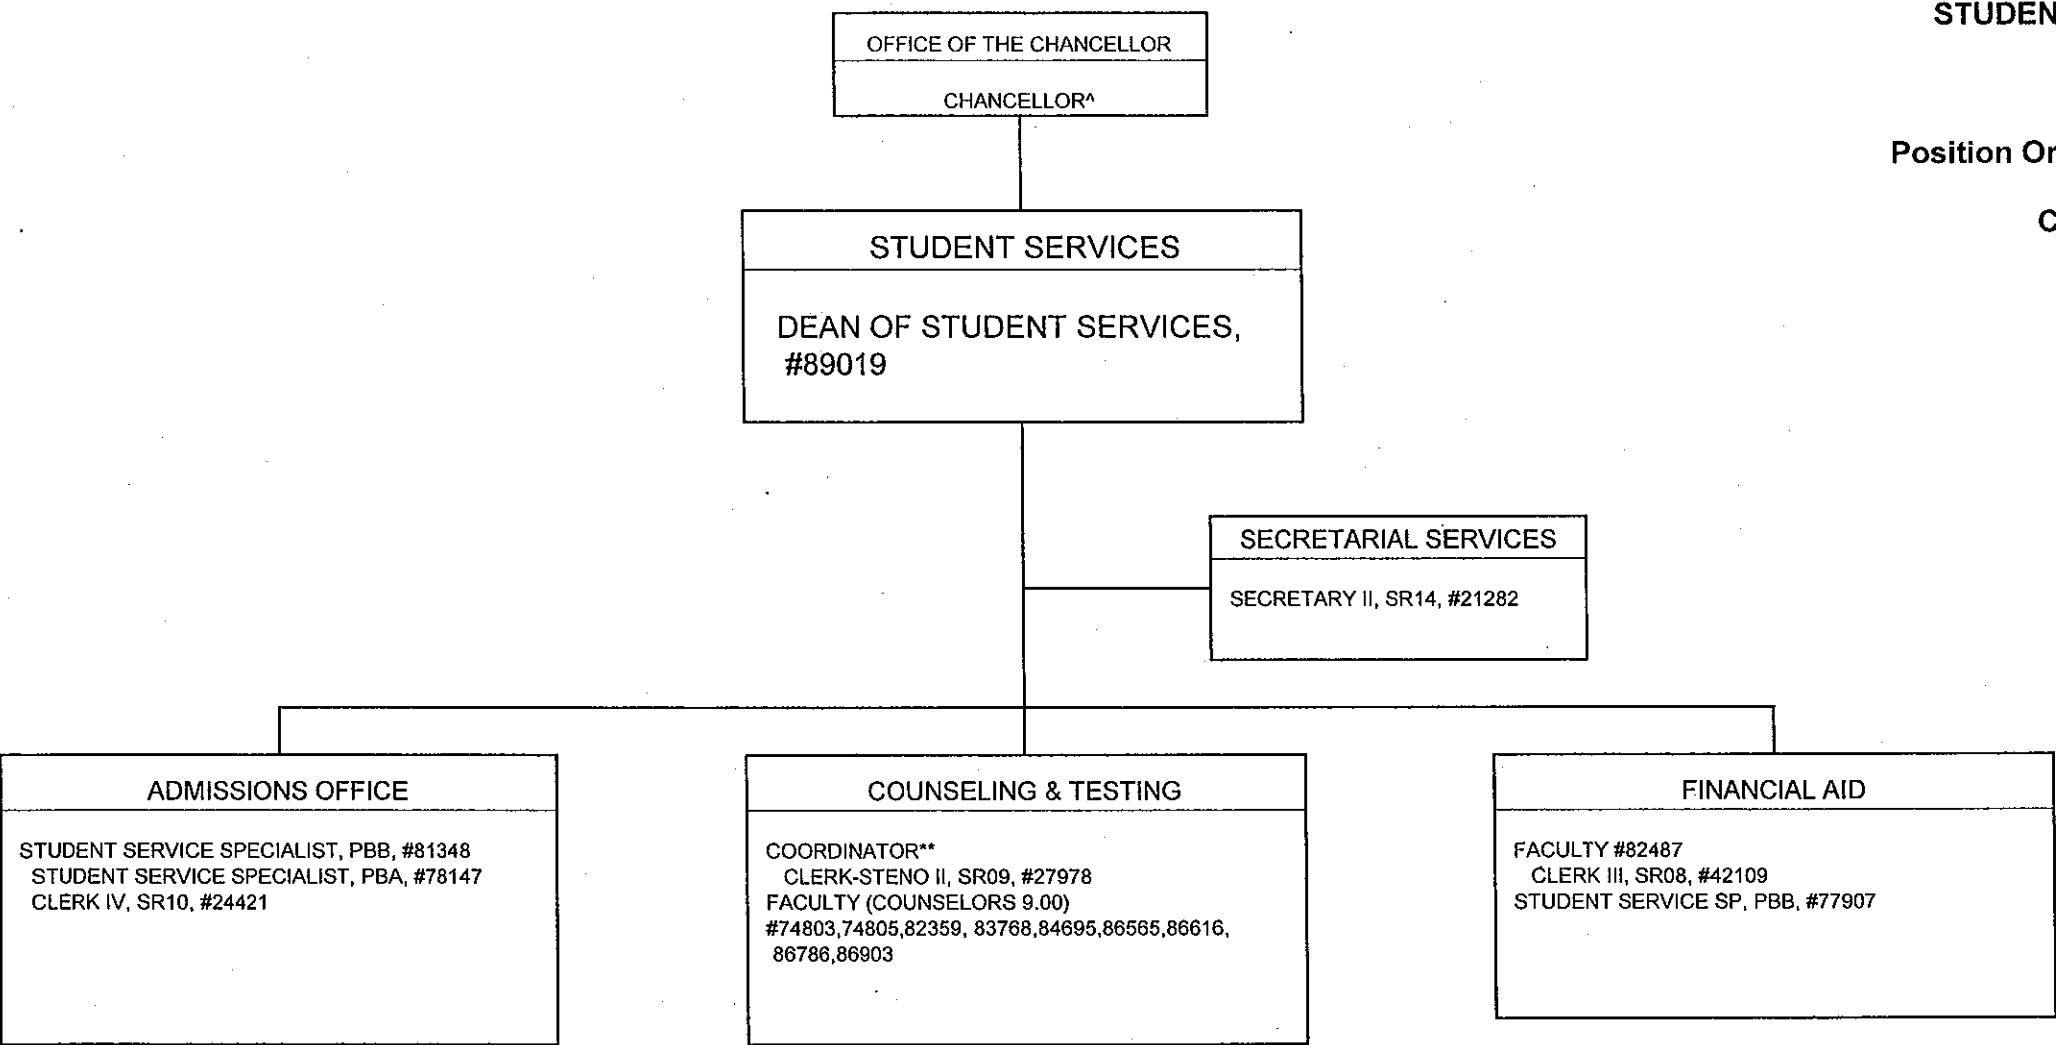 STUDEN
Position Or
C
OFFICE OF THE CHANCELLOR
CHANCELLOR^
STUDENT SERVICES
DEAN OF STUDENT SERVICES,
#89019
SECRETARIAL SERVICES
SECRETARY II, SR14, #21282
ADMISSIONS OFFICE
STUDENT SERVICE SPECIALIST, PBB, #81348
STUDENT SERVICE SPECIALIST, PBA, #78147
CLERK IV, SR10, #24421
COUNSELING & TESTING
COORDINATOR**
CLERK-STENO II, SR09, #27978
FACULTY (COUNSELORS 9.00)
#74803,74805,82359, 83768,84695,86565,86616,
86786,86903
FINANCIAL AID
FACULTY #82487
CLERK III, SR08, #42109
STUDENT SERVICE SP, PBB, #77907